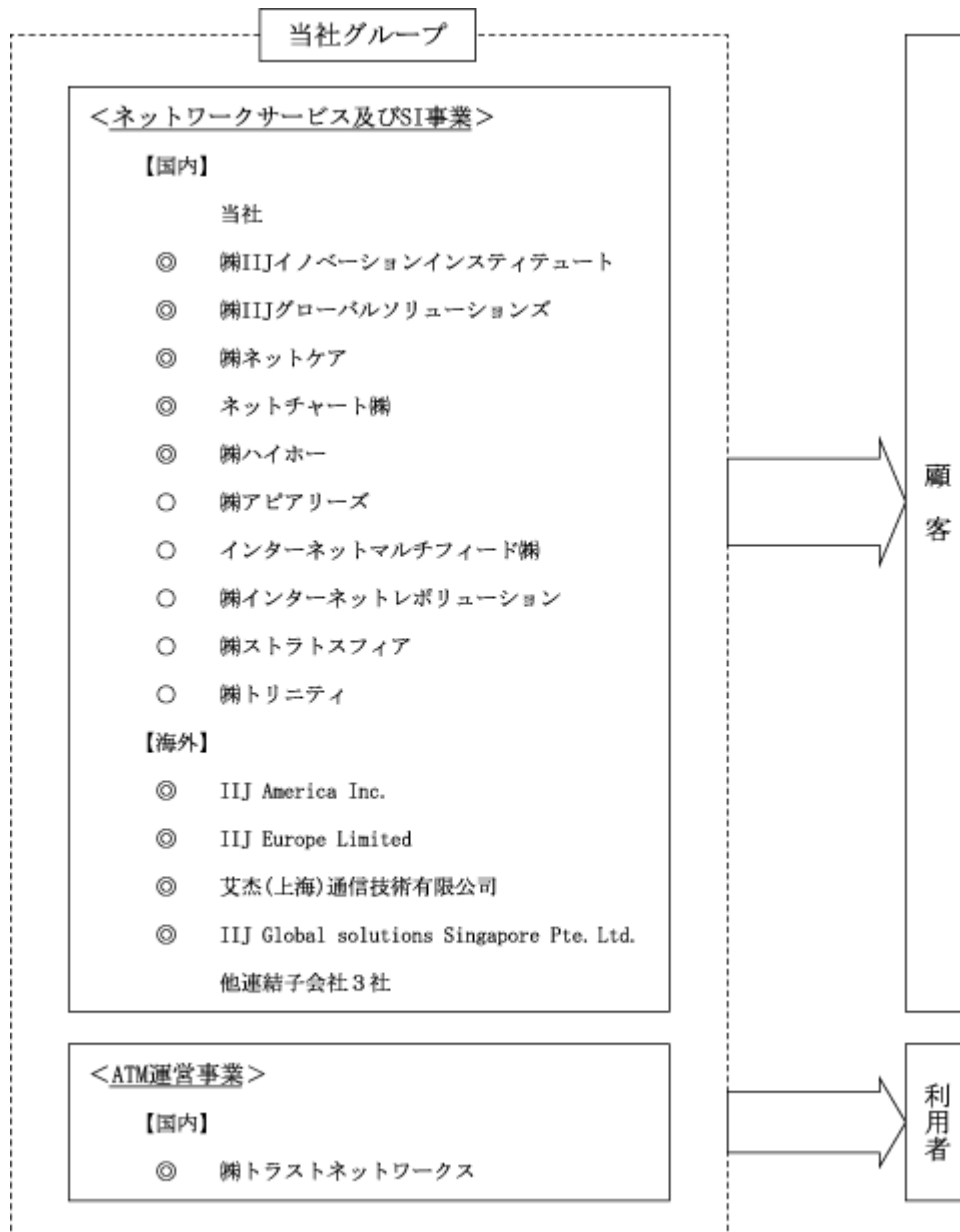 当社グループ
＜ネットワークサービス及びSI事業＞
【国内】
当社
◎ ㈱IIJイノベーションインスティテュート
◎ ㈱IIJグローバルソリューションズ
◎ ㈱ネットケア
◎ ネットチャート㈱
◎ ㈱ハイホー
○ ㈱アピアリーズ
○ インターネットマルチフィード㈱
○ ㈱インターネットレボリューション
○ ㈱ストラトスフィア
○ ㈱トリニティ
【海外】
◎ IIJ America Inc.
◎ IIJ Europe Limited
◎ 艾杰(上海)通信技術有限公司
◎ IIJ Global solutions Singapore Pte. Ltd.
他連結子会社３社
顧客
＜ATM運営事業＞
【国内】
◎ ㈱トラストネットワークス
利用者